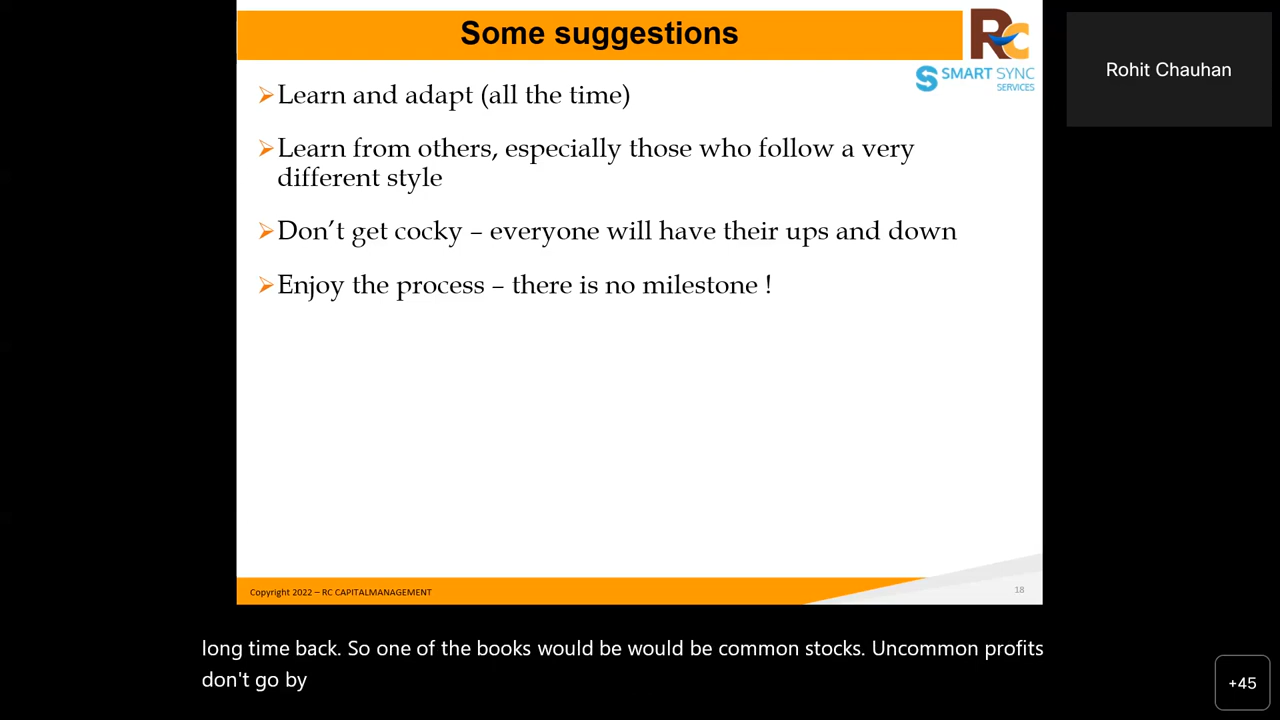 Some suggestions
Rc
SMART SYNC
SERVICES
Rohit Chauhan
Learn and adapt (all the time)
Learn from others, especially those who follow a very
different style
Don’t get cocky – everyone will have their ups and down
Enjoy the process – there is no milestone !
Copyright 2022 – RC CAPITALMANAGEMENT
18
long time back. So one of the books would be would be common stocks. Uncommon profits
don't go by
+45